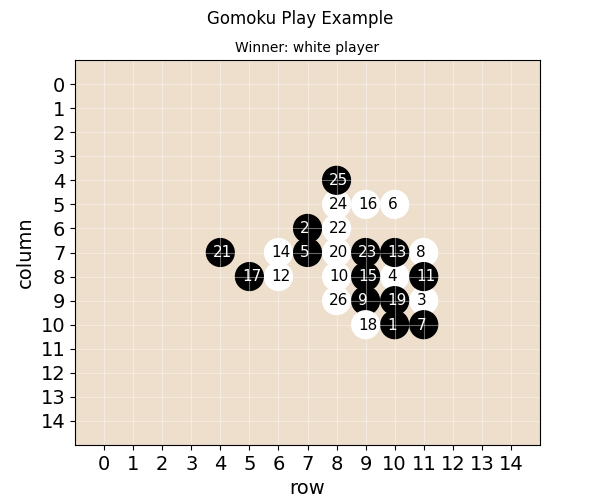 Gomoku Play Example
Winner: white player
0
1
2
3
4 25
5 24 16 6
6 2 22
7 21 14 5 20 23 13 8
8 17 12 10 15 4 11
9 26 9 19 3
10 18 1 7
11
12
13
14
column
0 1 2 3 4 5 6 7 8 9 10 11 12 13 14
row